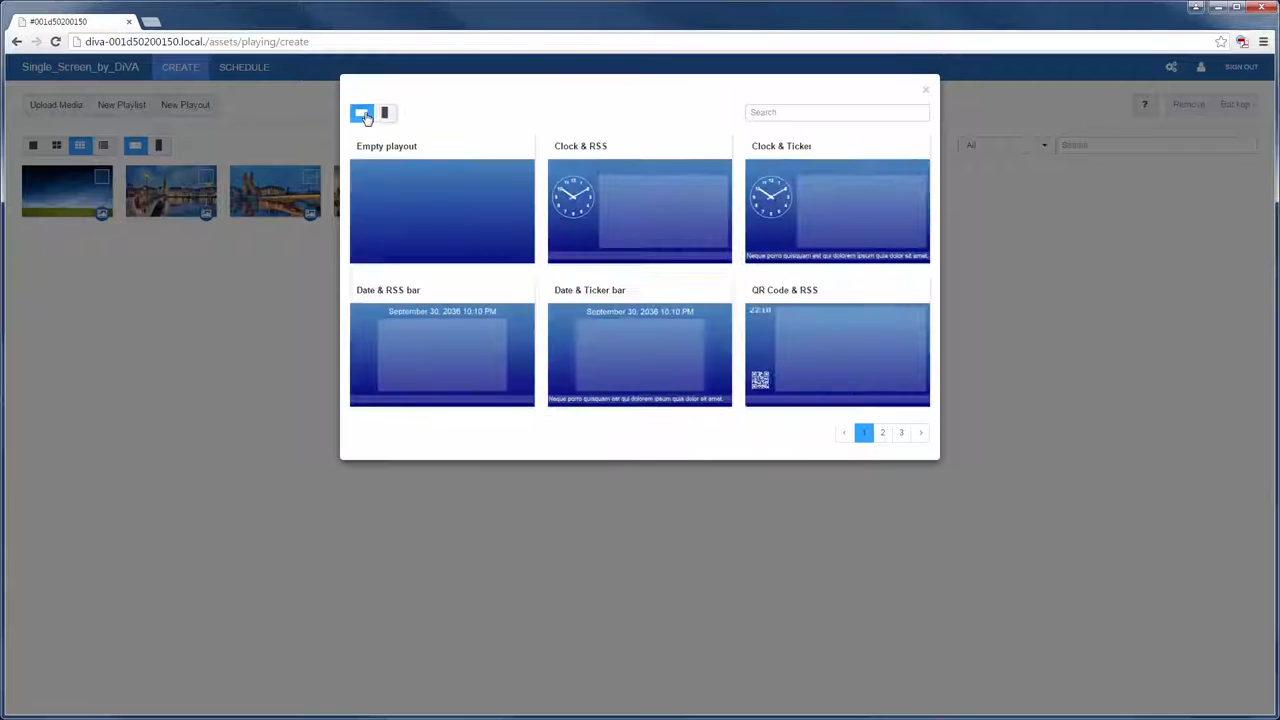 #001d50200150
diva-001d50200150.local./assets/playing/create
Single_Screen_by_DiVA CREATE SCHEDULE SIGN OUT
Upload Media New Playlist New Playout ? Remove Backup
Search
All Search
Empty playout Clock & RSS Clock & Ticker
Neque porro quisquam est qui dolorem ipsum quia dolor sit amet,
Date & RSS bar Date & Ticker bar QR Code & RSS
September 30, 2036 10:10 PM September 30, 2036 10:10 PM 22:10
Neque porro quisquam est qui dolorem ipsum quia dolor sit amet,
‹ 1 2 3 ›